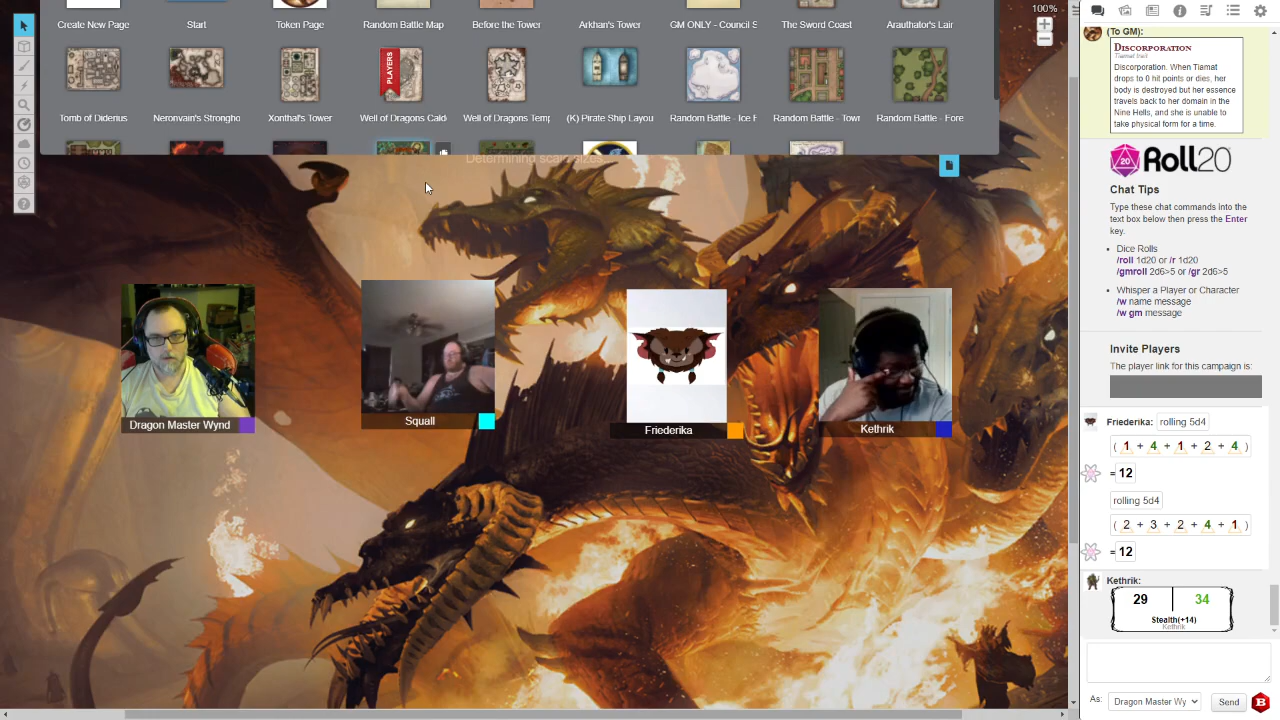 Create New Page
Start
Token Page
Random Battle Map
Before the Tower
Arkhan's Tower
GM ONLY - Council S
The Sword Coast
Arauthator's Lair
100%
PLAYERS
Tomb of Diderius
Neronvain's Strongho
Xonthal's Tower
Well of Dragons Cald
Well of Dragons Temp
(K) Pirate Ship Layou
Random Battle - Ice F
Random Battle - Town
Random Battle - Fore
Determining scale sizes...
Dragon Master Wynd
Squall
Friederika
Kethrik
(To GM):
Discorporation
Tiamat (red)
Discorporation. When Tiamat
drops to 0 hit points or dies, her
body is destroyed but her essence
travels back to her domain in the
Nine Hells, and she is unable to
take physical form for a time.
20
Roll20
Chat Tips
Type these chat commands into the
text box below then press the Enter
key.
Dice Rolls
/roll 1d20 or /r 1d20
/gmroll 2d6>5 or /gr 2d6>5
Whisper a Player or Character
/w name message
/w gm message
Invite Players
The player link for this campaign is:
Friederika: rolling 5d4
( 1 + 4 + 1 + 2 + 4 )
= 12
rolling 5d4
( 2 + 3 + 2 + 4 + 1 )
= 12
Kethrik:
29 34
Stealth(+14)
Kethrik
As: Dragon Master Wy Send
B